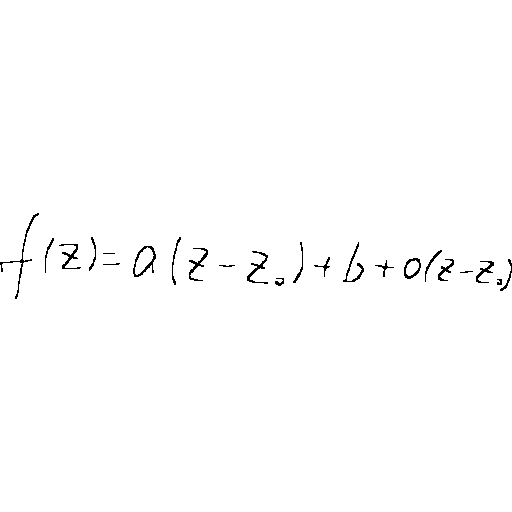 f(z) = a(z - z₀) + b + o(z - z₀)